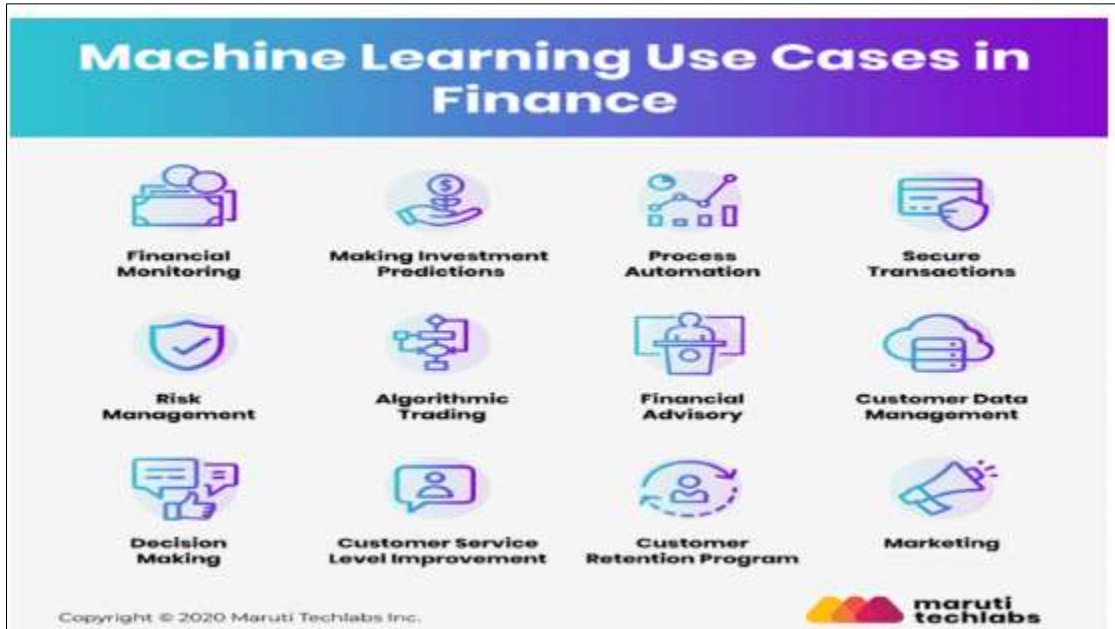 Machine Learning Use Cases in
Finance
Financial
Monitoring
Making Investment
Predictions
Process
Automation
Secure
Transactions
Risk
Management
Algorithmic
Trading
Financial
Advisory
Customer Data
Management
Decision
Making
Customer Service
Level Improvement
Customer
Retention Program
Marketing
Copyright © 2020 Maruti Techlabs Inc.
maruti
techlabs